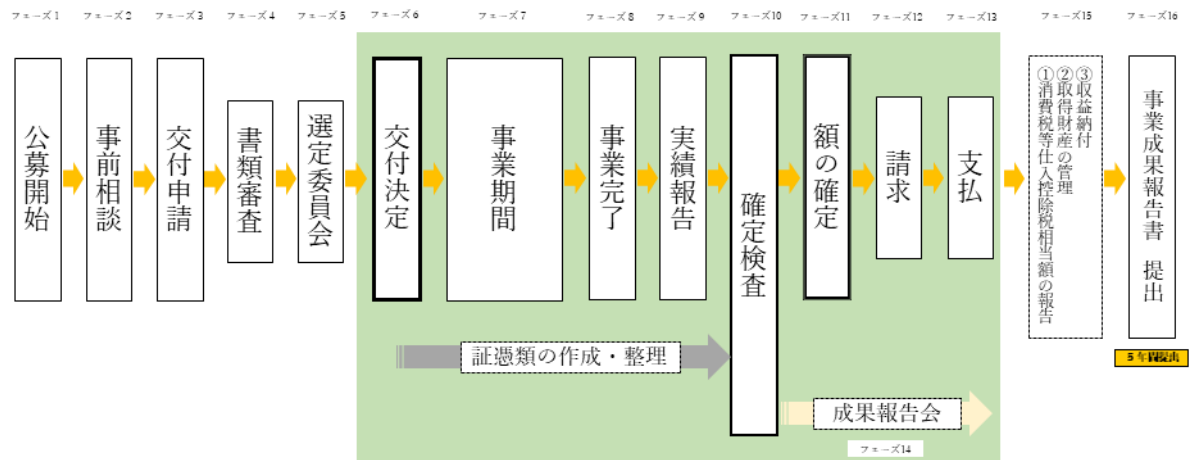 フェーズ1
フェーズ2
フェーズ3
フェーズ4
フェーズ5
フェーズ6
フェーズ7
フェーズ8
フェーズ9
フェーズ10
フェーズ11
フェーズ12
フェーズ13
フェーズ15
フェーズ16
公募開始
事前相談
交付申請
書類審査
選定委員会
交付決定
事業期間
事業完了
実績報告
確定検査
額の確定
請求
支払
③収益納付
②取得財産の管理
①消費税等仕入控除税相当額の報告
事業成果報告書 提出
5年間提出
証憑類の作成・整理
成果報告会
フェーズ14